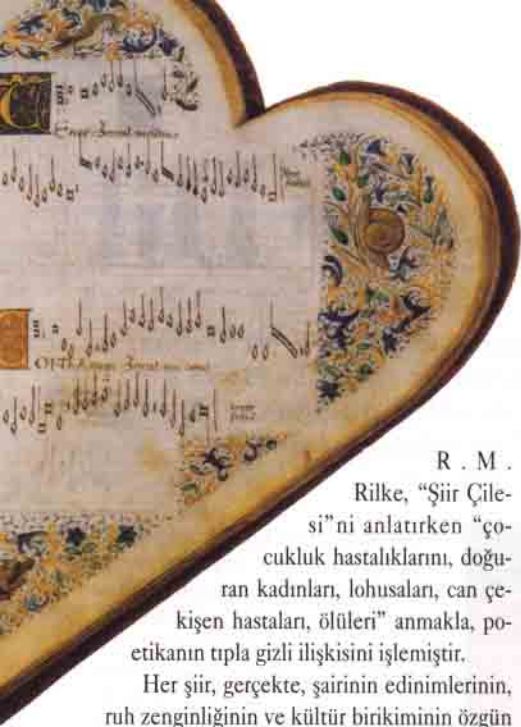 R . M .
Rilke, “Şiir Çile-
si”ni anlatırken “ço-
cukluk hastalıklarını, doğu-
ran kadınları, lohusaları, can çe-
kişen hastaları, ölüleri” anmakla, po-
etikanın tıpla gizli ilişkisini işlemiştir.
Her şiir, gerçekte, şairinin edinimlerinin,
ruh zenginliğinin ve kültür birikiminin özgün